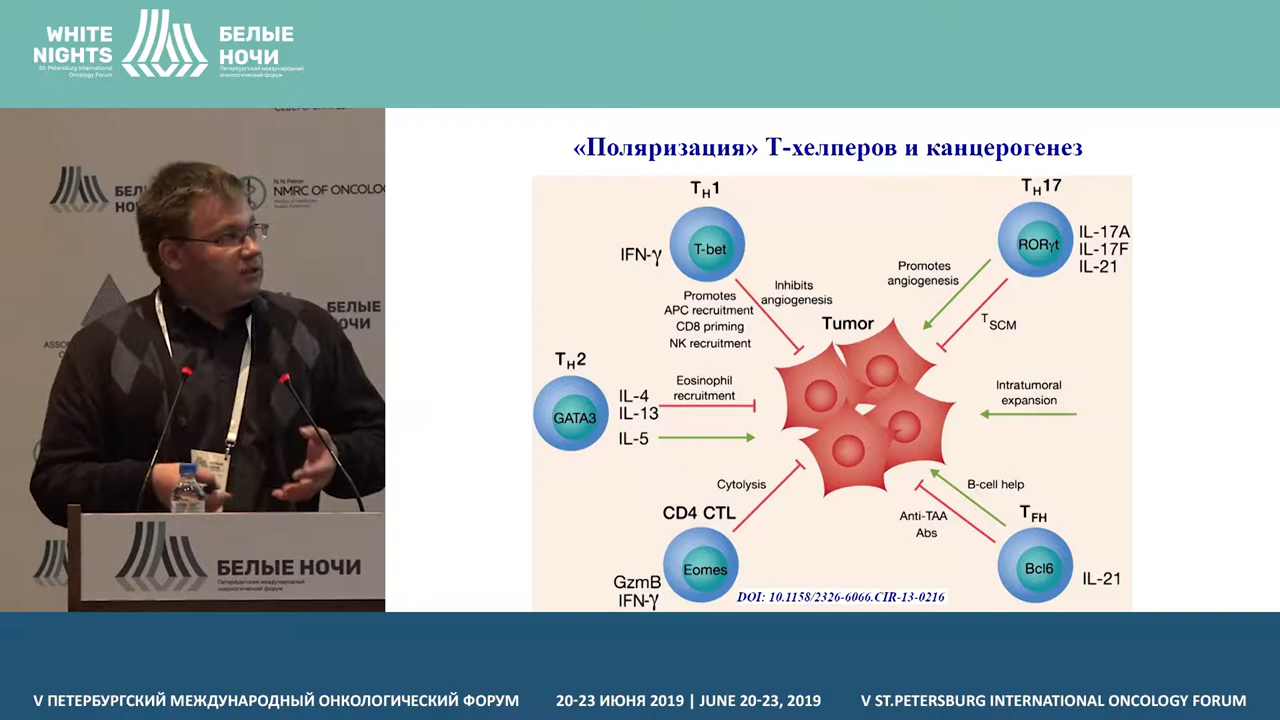 WHITE
NIGHTS
St. Petersburg International
Oncology Forum
БЕЛЫЕ
НОЧИ
Петербургский международный
онкологический форум
NMRC OF ONCOLOG
БЕЛЫЕ
НОЧИ
БЕЛЫЕ НОЧИ
Петербургский международный
онкологический форум
«Поляризация» Т-хелперов и канцерогенез
TH1
T-bet
IFN-γ
Promotes
APC recruitment
CD8 priming
NK recruitment
Inhibits
angiogenesis
TH17
RORγt
IL-17A
IL-17F
IL-21
Promotes
angiogenesis
TSCM
Tumor
TH2
GATA3
IL-4
IL-13
IL-5
Eosinophil
recruitment
Intratumoral
expansion
Cytolysis
CD4 CTL
Eomes
GzmB
IFN-γ
B-cell help
Anti-TAA
Abs
TFH
Bcl6
IL-21
DOI: 10.1158/2326-6066.CIR-13-0216
V ПЕТЕРБУРГСКИЙ МЕЖДУНАРОДНЫЙ ОНКОЛОГИЧЕСКИЙ ФОРУМ
20-23 ИЮНЯ 2019 | JUNE 20-23, 2019
V ST.PETERSBURG INTERNATIONAL ONCOLOGY FORUM